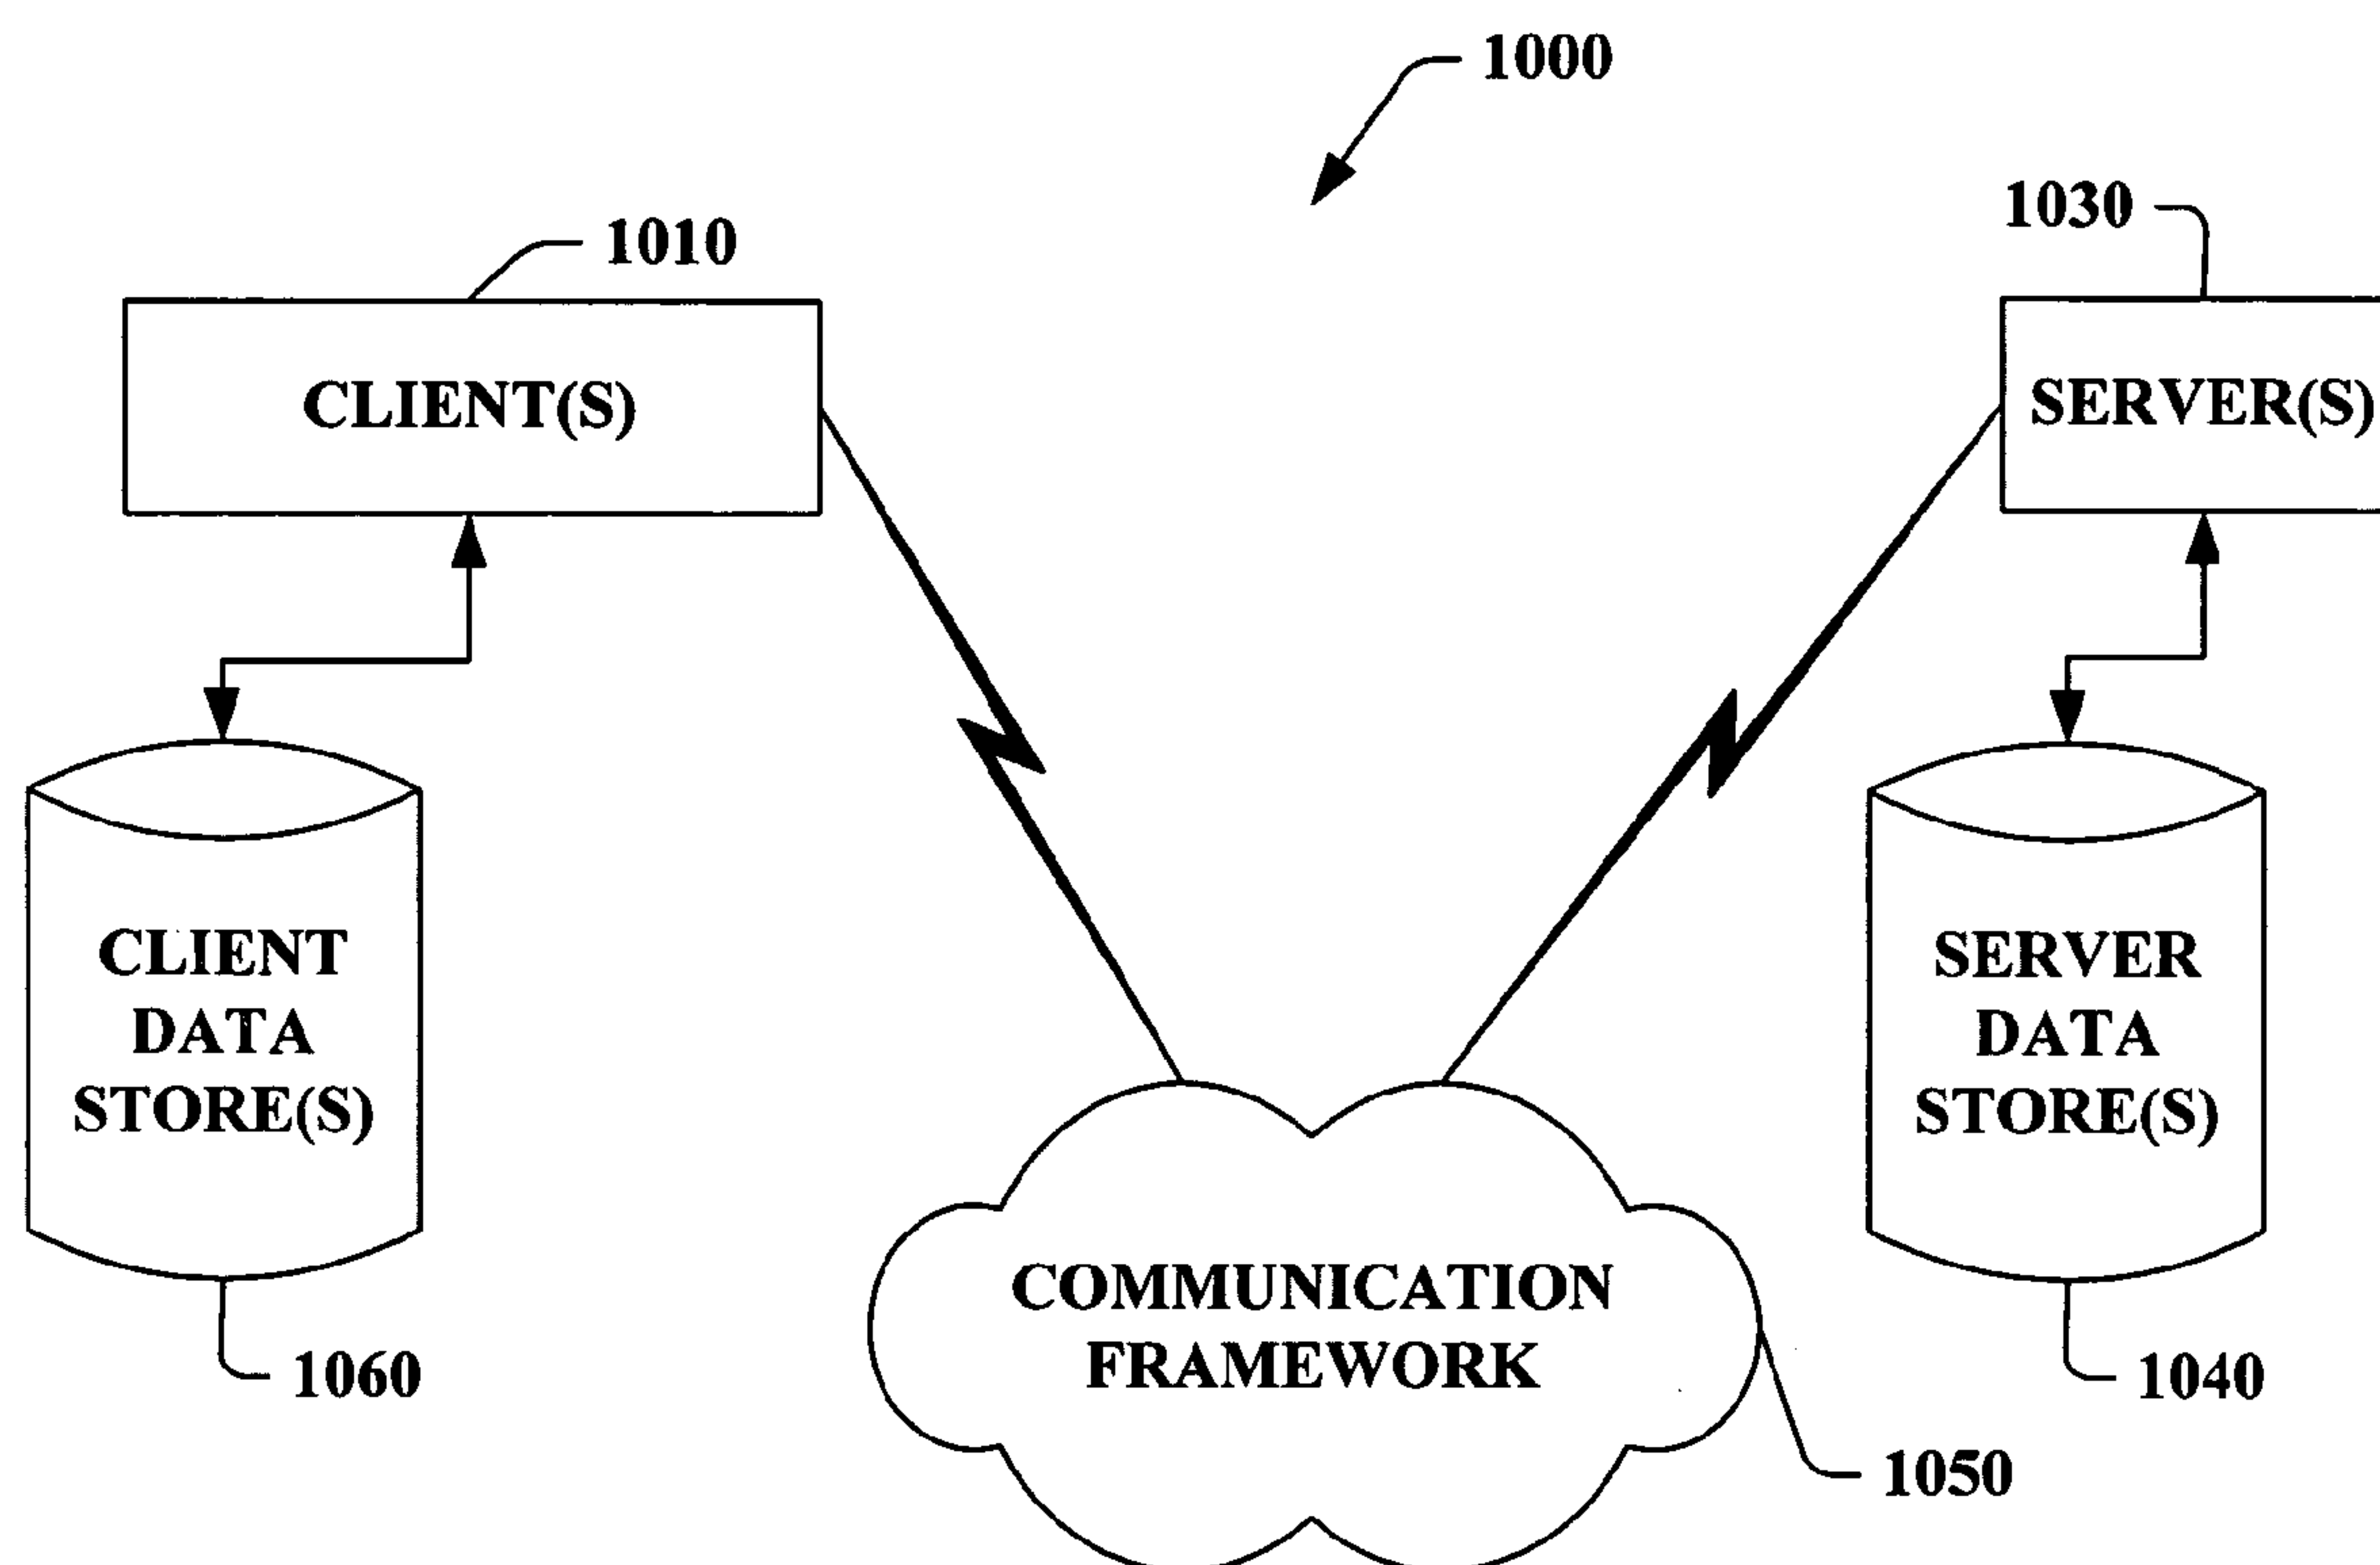 1000
1030
1010
CLIENT(S)
SERVER(S)
CLIENT
DATA
STORE(S)
SERVER
DATA
STORE(S)
COMMUNICATION
FRAMEWORK
1060
1040
1050